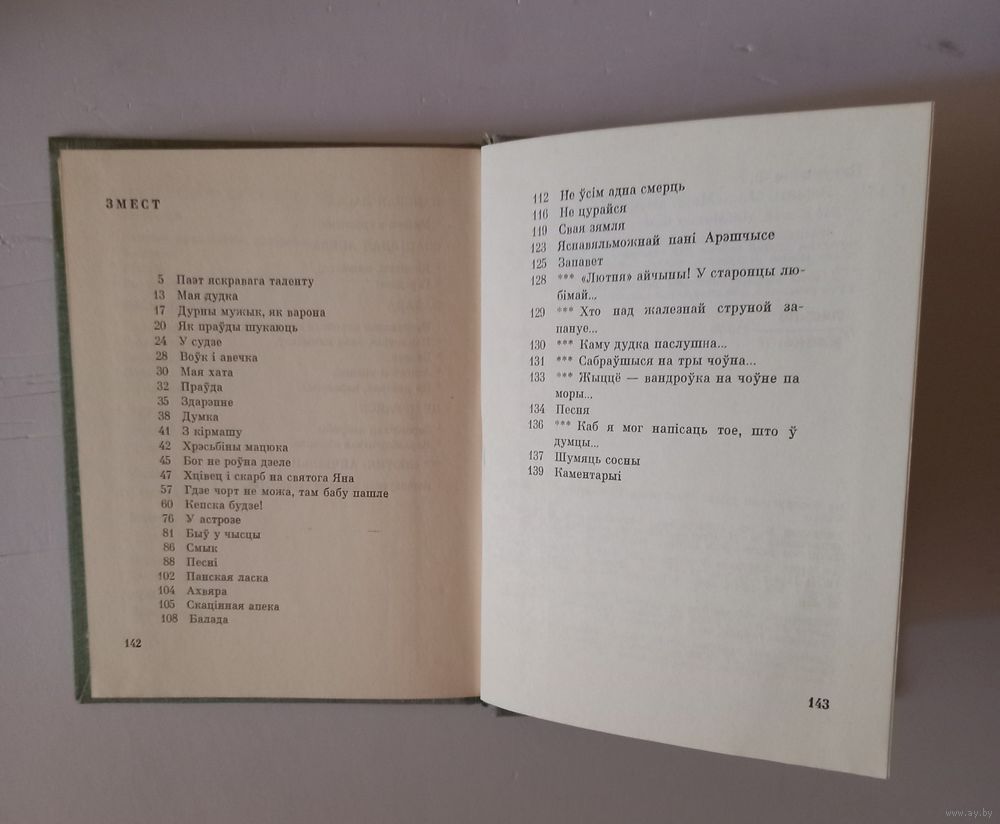 ЗМЕСТ
5 Паэт яскравага таленту
13 Мая дудка
17 Дурны мужык, як варона
20 Як праўды шукаюць
24 У судзе
28 Воўк і авечка
30 Мая хата
32 Праўда
35 Здарэнне
38 Думка
41 З кірмашу
42 Хрэсьбіны мацюка
45 Бог не роўна дзеле
47 Хцівец і скарб на святога Яна
57 Гдзе чорт не можа, там бабу пашле
60 Кепска будзе!
76 У астрозе
81 Быў у чысцы
86 Смык
88 Песні
102 Панская ласка
104 Ахвяра
105 Скацінная апека
108 Балада
142
112 Не ўсім адна смерць
116 Не цурайся
119 Свая зямля
123 Яснавяльможнай пані Арэшчысе
125 Запавет
128 *** «Лютня» айчыны! У старонцы лю-
бімай...
129 *** Хто над жалезнай струной за-
пануе...
130 *** Каму дудка паслушна...
131 *** Сабраўшыся на тры чоўна...
133 *** Жыццё — вандроўка на чоўне па
моры...
134 Песня
136 *** Каб я мог напісаць тое, што ў
думцы...
137 Шумяць сосны
139 Каментарыі
143
www.ay.by